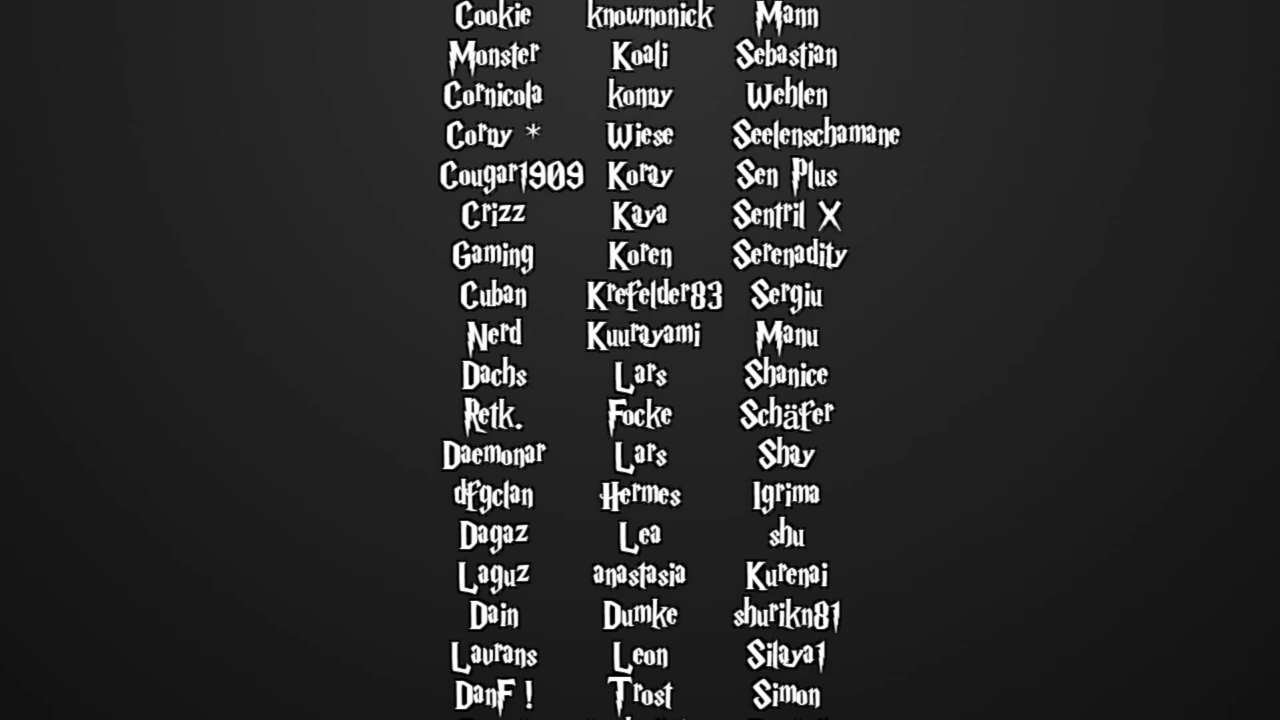 Cookie knownonick Mann
Monster Koali Sebastian
Cornicola konny Wehlen
Corny * Wiese Seelenschamane
Cougar1909 Koray Sen Plus
Crizz Kaya Sentril X
Gaming Koren Serenadity
Cuban Krefelder83 Sergiu
Nerd Kuurayami Manu
Dachs Lars Shanice
Retk. Focke Schäfer
Daemonar Lars Shay
dfgclan Hermes Igrima
Dagaz Lea shu
Laguz anastasia Kurenai
Dain Dumke shurikn81
Laurans Leon Silaya1
DanF ! Trost Simon